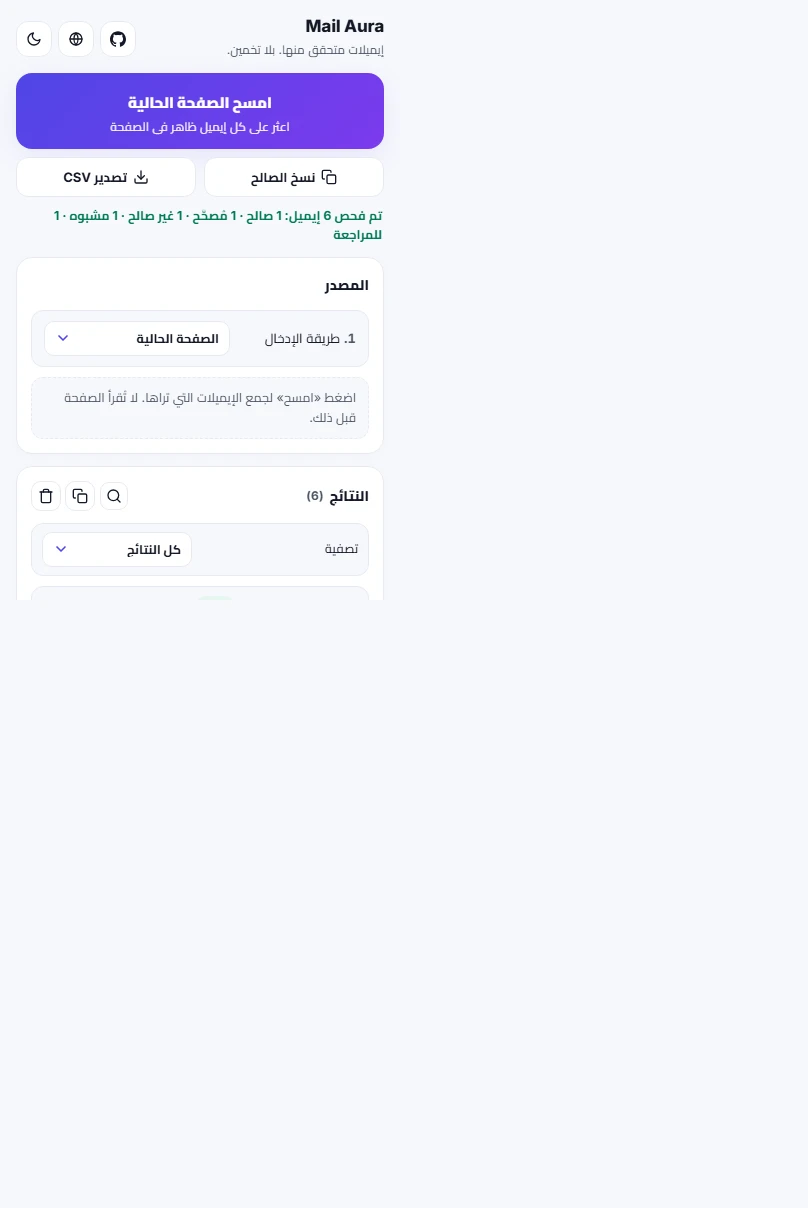 Mail Aura
إيميلات متحقق منها. بلا تخمين.
امسح الصفحة الحالية
اعثر على كل إيميل ظاهر في الصفحة
نسخ الصالح
تصدير CSV
تم فحص 6 إيميل: 1 صالح · 1 مُصحّح · 1 غير صالح · 1 مشبوه · 1
للمراجعة
المصدر
1. طريقة الإدخال
الصفحة الحالية
اضغط «امسح» لجمع الإيميلات التي تراها. لا تُقرأ الصفحة
قبل ذلك.
النتائج (6)
تصفية
كل النتائج